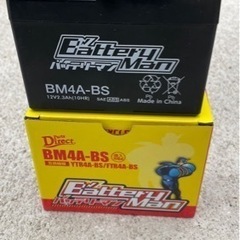 Battery Man
バッテリーマン
BM4A-BS
12V2.3Ah(10HR)
Made in China
Direct
BM4A-BS
YTR4A-BS/FTR4A-BS
Battery Man
バッテリーマン